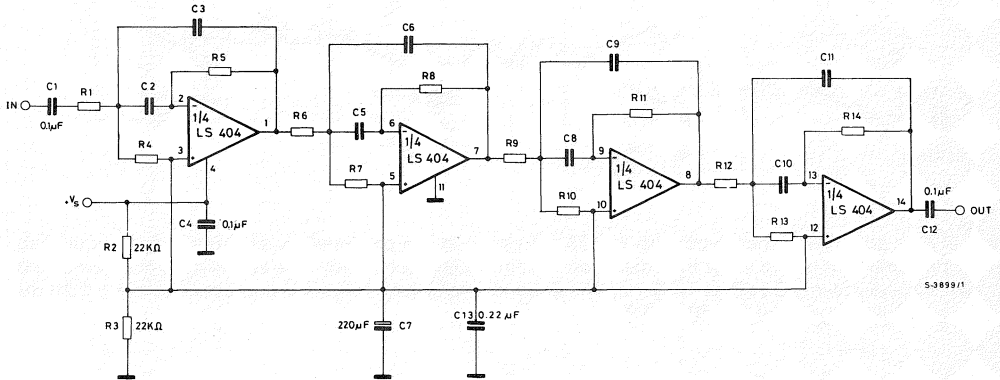 C3
C6
C9
C11
R5
R8
R11
R14
IN
C1
0.1µF
R1
C2
2
1/4
LS 404
1
R4
3
4
R6
C5
6
1/4
LS 404
7
R7
5
11
R9
C8
9
1/4
LS 404
8
R10
10
R12
C10
13
1/4
LS 404
14
R13
12
0.1µF
C12
OUT
+Vs
C4
0.1µF
R2
22KΩ
R3
22KΩ
220µF
C7
C13
0.22 µF
S-3899/1